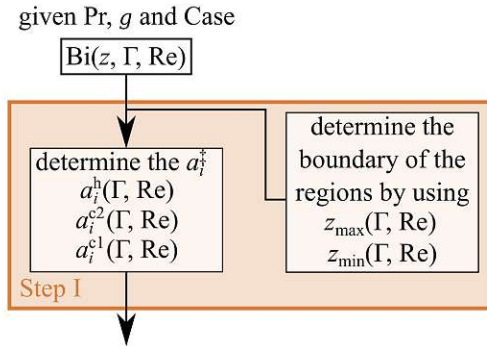 given Pr, g and Case
Bi(z, Γ, Re)
determine the a_i^‡
a_i^h(Γ, Re)
a_i^c2(Γ, Re)
a_i^c1(Γ, Re)
determine the
boundary of the
regions by using
z_max(Γ, Re)
z_min(Γ, Re)
Step I